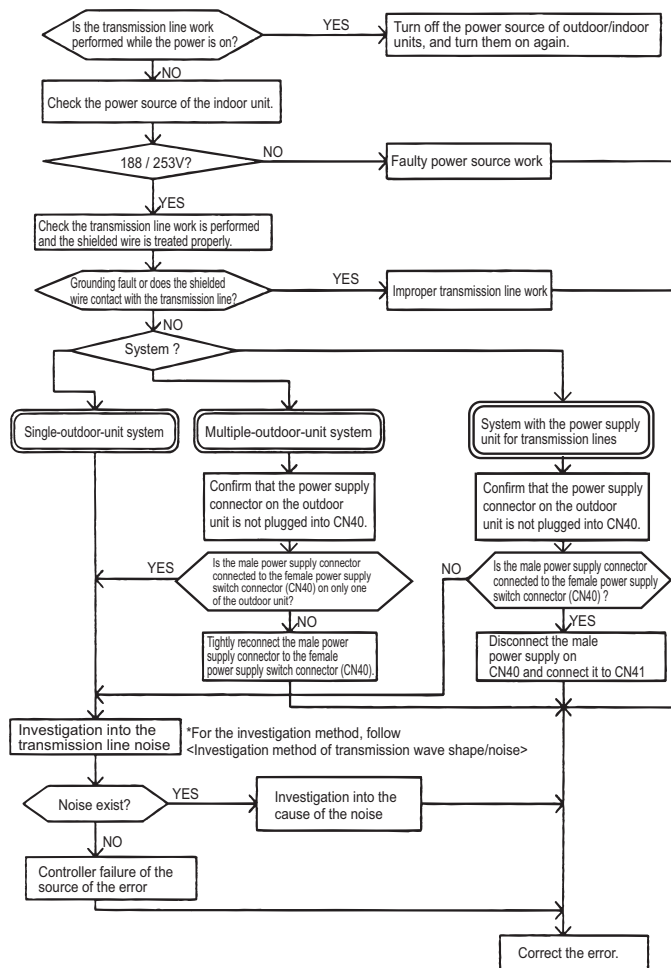 Is the transmission line work
performed while the power is on?
YES
Turn off the power source of outdoor/indoor
units, and turn them on again.
NO
Check the power source of the indoor unit.
188 / 253V?
NO
Faulty power source work
YES
Check the transmission line work is performed
and the shielded wire is treated properly.
Grounding fault or does the shielded
wire contact with the transmission line?
YES
Improper transmission line work
NO
System ?
Single-outdoor-unit system
Multiple-outdoor-unit system
System with the power supply
unit for transmission lines
Confirm that the power supply
connector on the outdoor
unit is not plugged into CN40.
Confirm that the power supply
connector on the outdoor
unit is not plugged into CN40.
YES
Is the male power supply connector
connected to the female power supply
switch connector (CN40) on only one
of the outdoor unit?
NO
Is the male power supply connector
connected to the female power supply
switch connector (CN40) ?
NO
YES
Tightly reconnect the male power
supply connector to the female
power supply switch connector (CN40).
Disconnect the male
power supply on
CN40 and connect it to CN41
Investigation into the
transmission line noise
*For the investigation method, follow
<Investigation method of transmission wave shape/noise>
Noise exist?
YES
Investigation into the
cause of the noise
NO
Controller failure of the
source of the error
Correct the error.